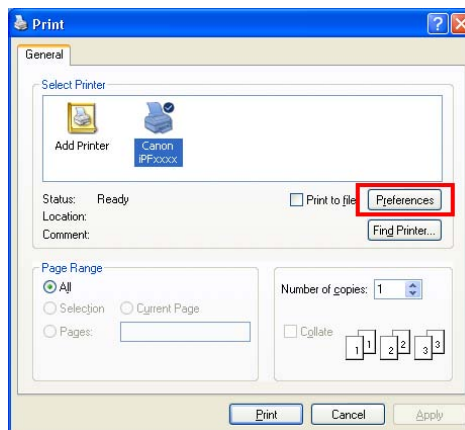 Print
General
Select Printer
Add Printer
Canon
iPFxxxx
Status: Ready
Print to file
Preferences
Location:
Comment:
Find Printer...
Page Range
All
Selection
Current Page
Pages:
Number of copies: 1
Collate
1 1 2 2 3 3
Print
Cancel
Apply